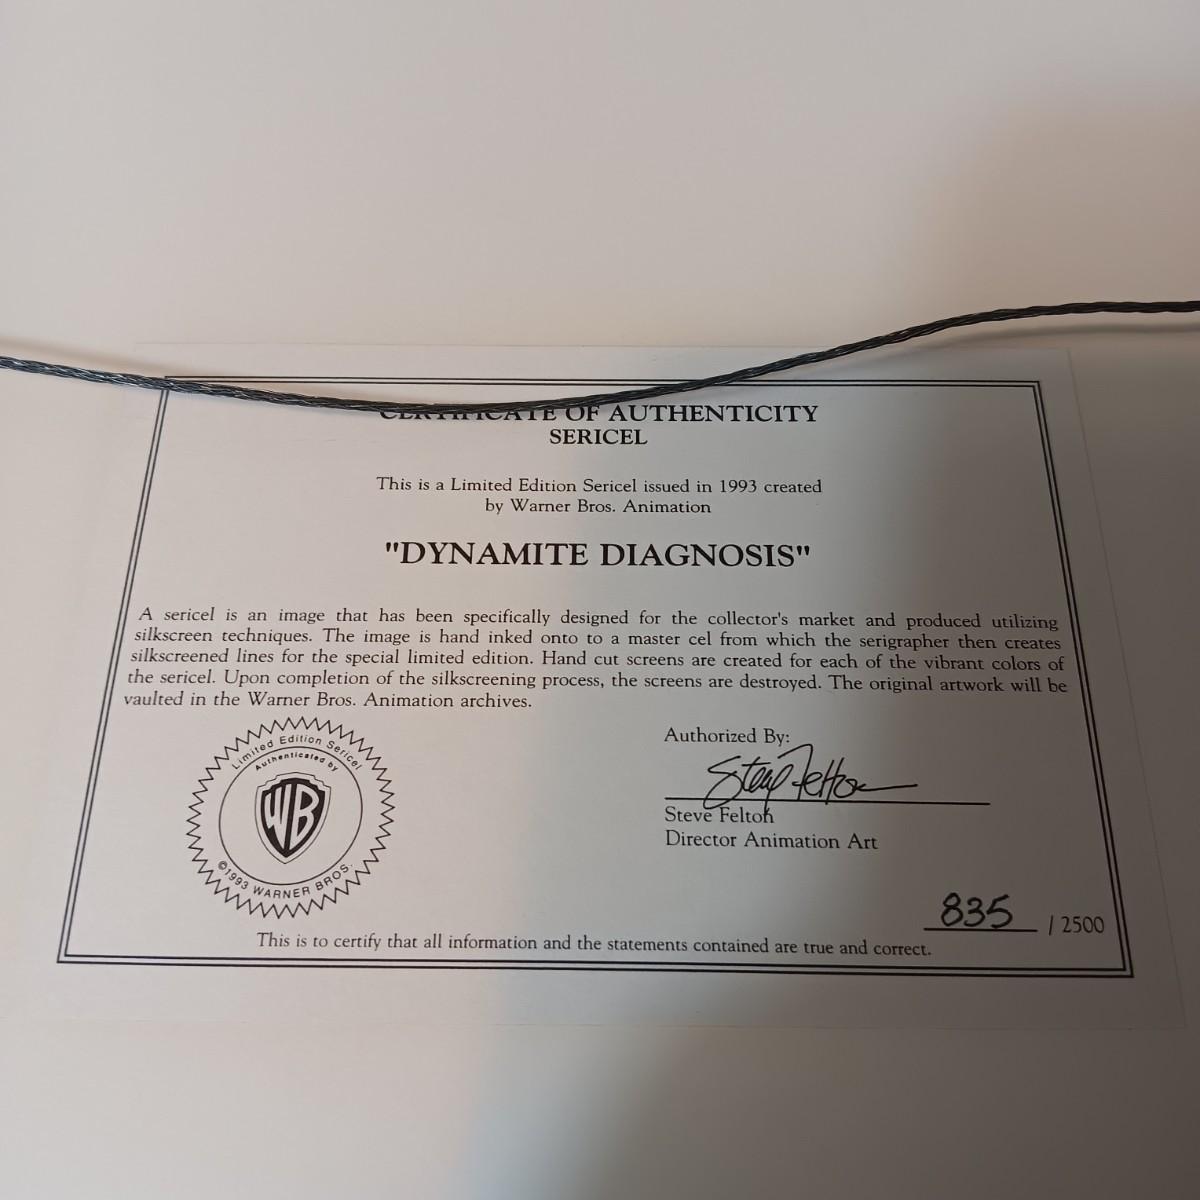 CERTIFICATE OF AUTHENTICITY
SERICEL
This is a Limited Edition Sericel issued in 1993 created
by Warner Bros. Animation
"DYNAMITE DIAGNOSIS"
A sericel is an image that has been specifically designed for the collector's market and produced utilizing
silkscreen techniques. The image is hand inked onto to a master cel from which the serigrapher then creates
silkscreened lines for the special limited edition. Hand cut screens are created for each of the vibrant colors of
the sericel. Upon completion of the silkscreening process, the screens are destroyed. The original artwork will be
vaulted in the Warner Bros. Animation archives.
Limited Edition Sericel
Authenticated by
WB
©1993 WARNER BROS.
Authorized By:
Steve Felton
Steve Felton
Director Animation Art
835 / 2500
This is to certify that all information and the statements contained are true and correct.